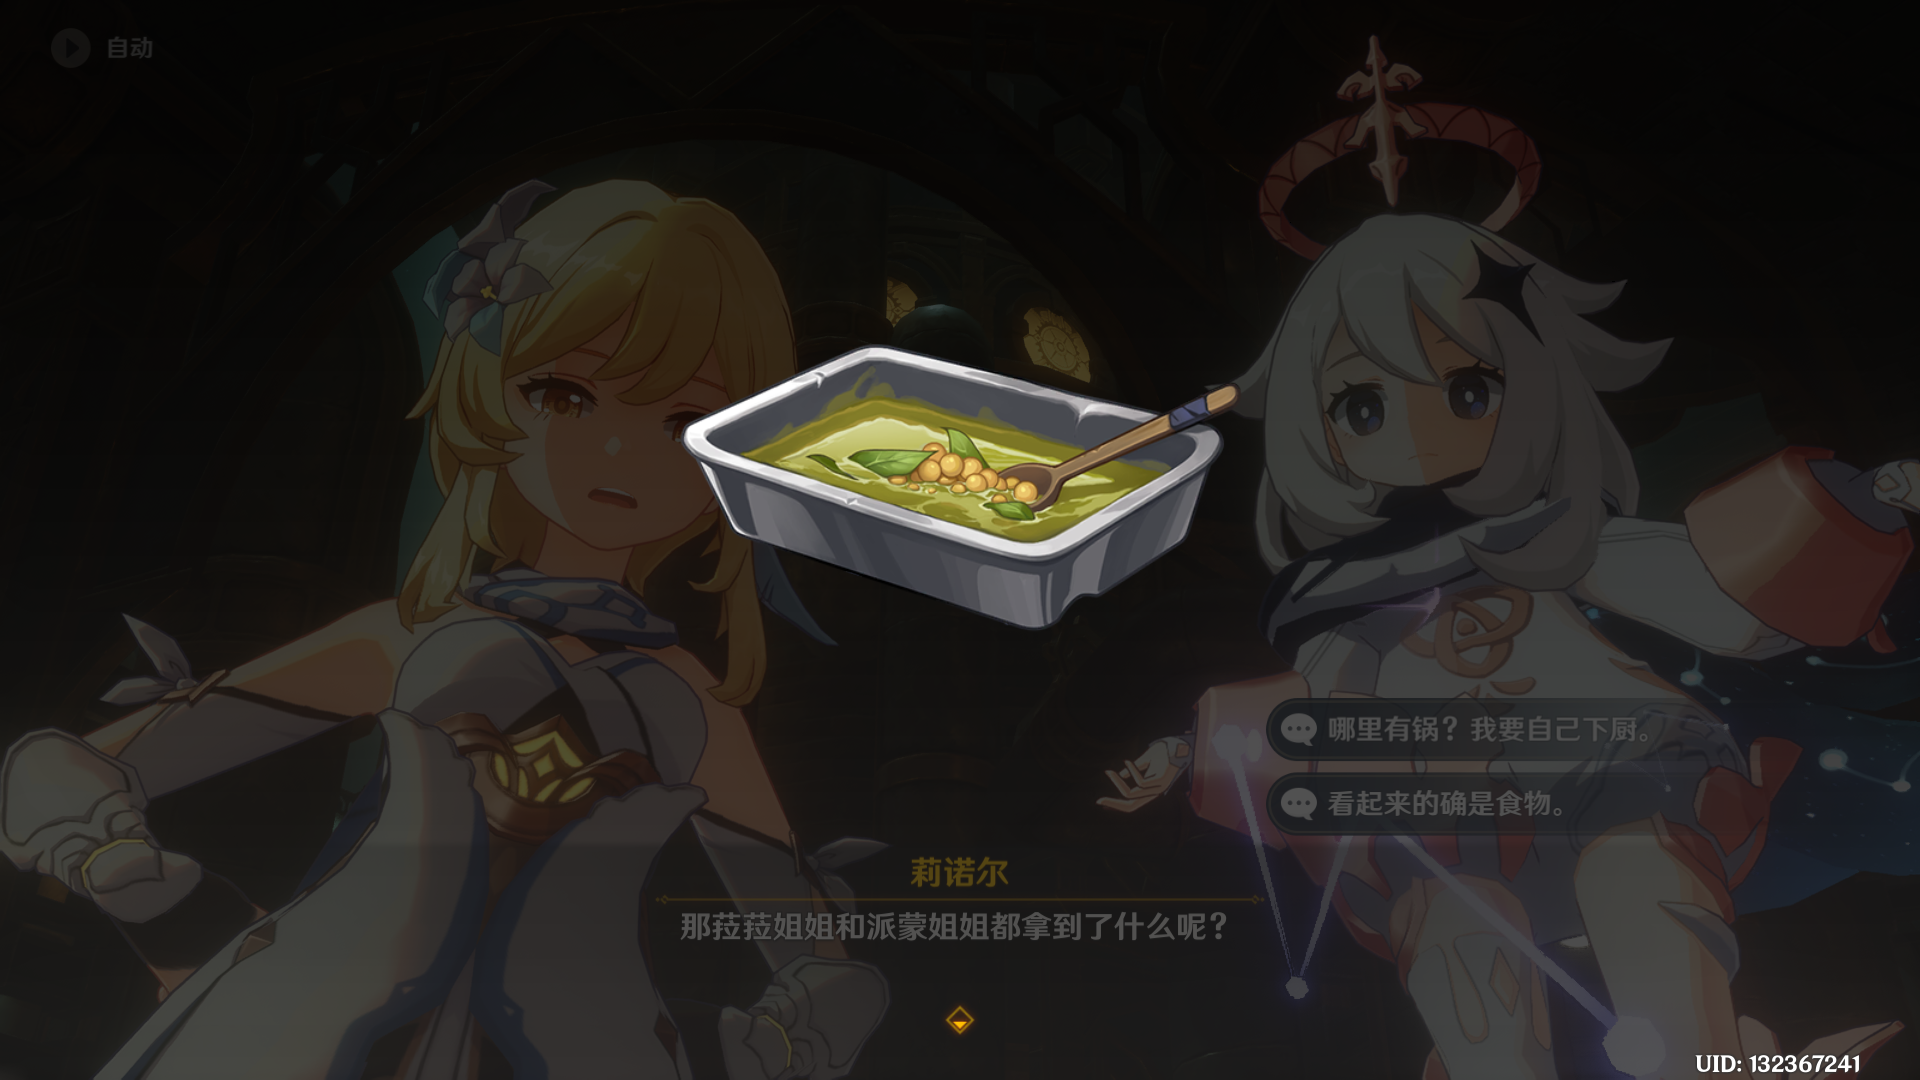 自动
哪里有锅？我要自己下厨。
看起来的确是食物。
莉诺尔
那菈菈姐姐和派蒙姐姐都拿到了什么呢？
UID: 132367241